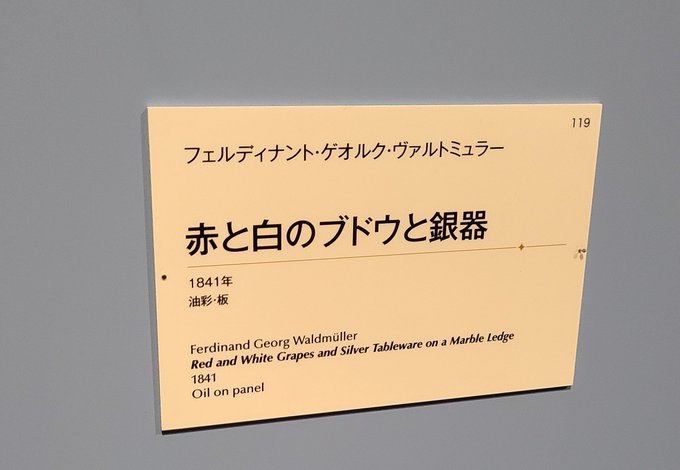 119
フェルディナント・ゲオルク・ヴァルトミュラー
赤と白のブドウと銀器
1841年
油彩・板
Ferdinand Georg Waldmüller
Red and White Grapes and Silver Tableware on a Marble Ledge
1841
Oil on panel